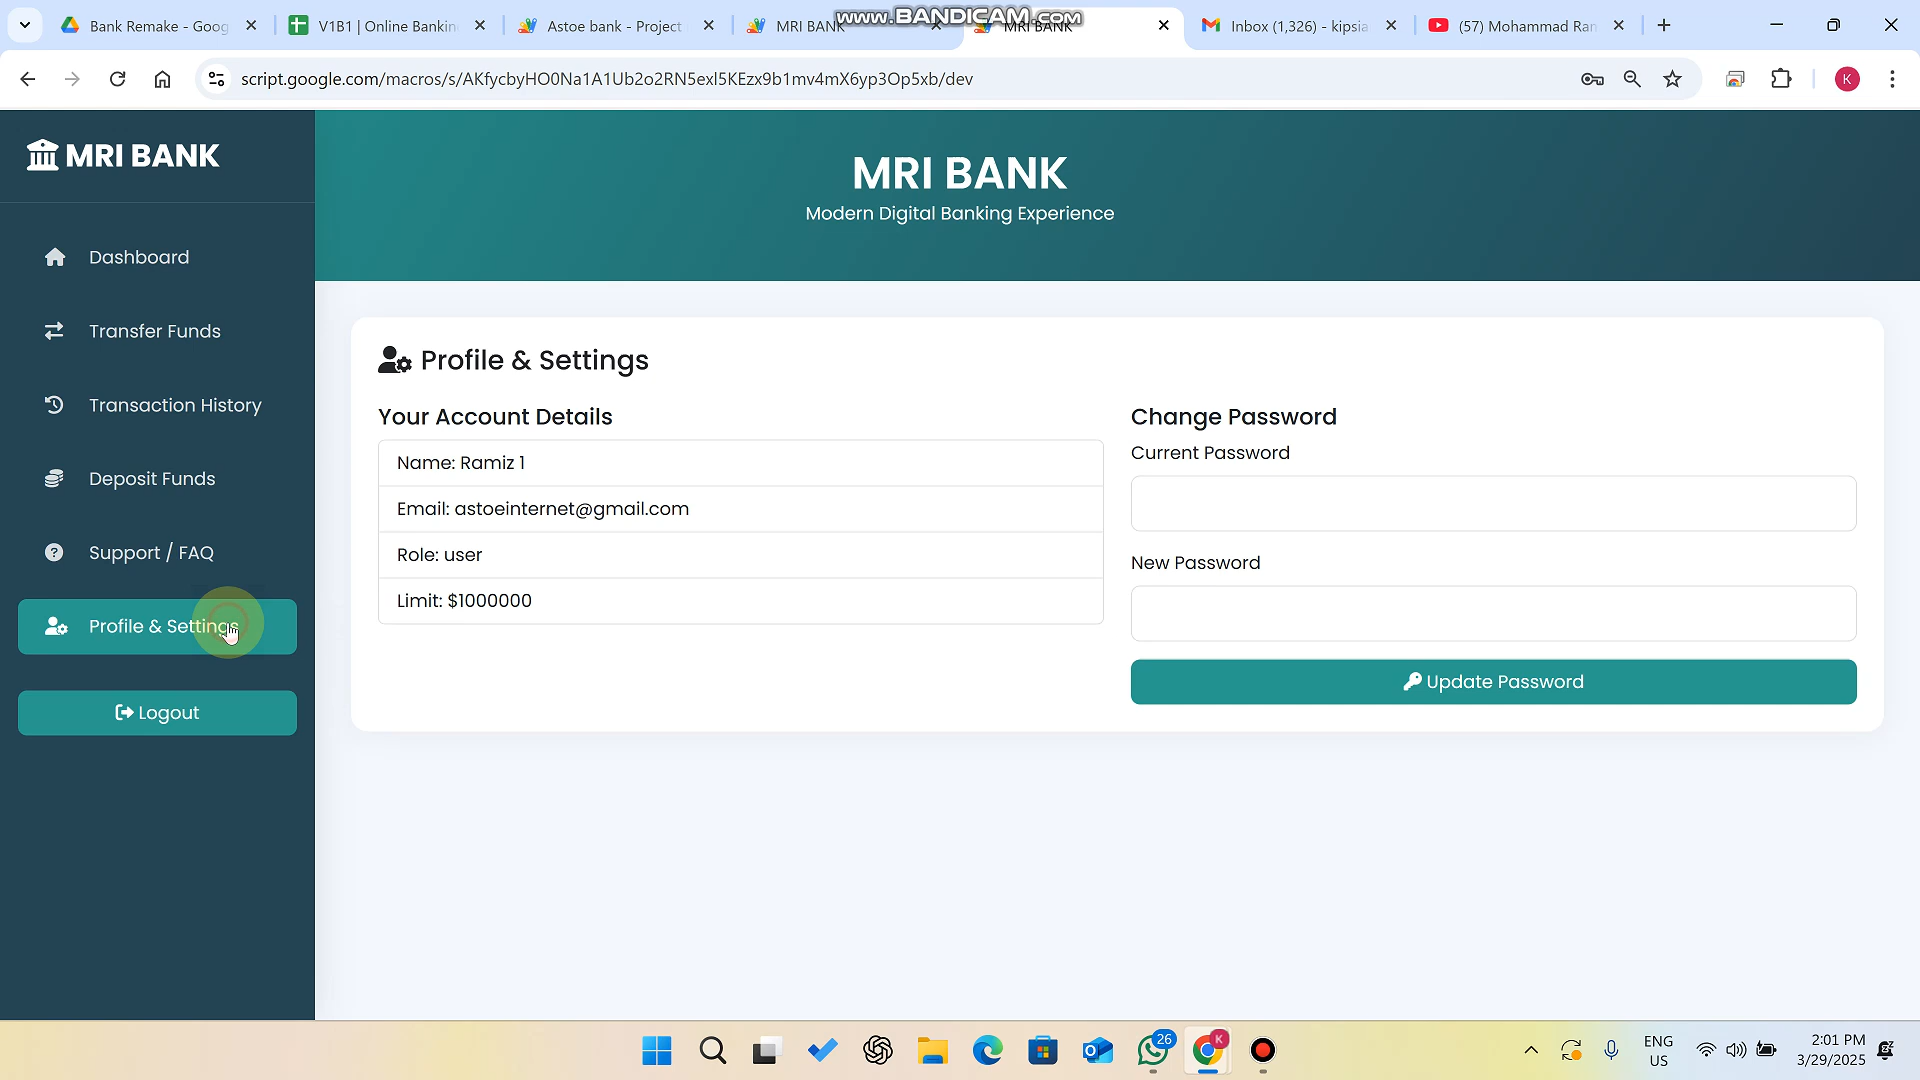 Bank Remake - Goog
V1B1 | Online Bankin
Astoe bank - Project
MRI BANK
MRI BANK
Inbox (1,326) - kipsia
(57) Mohammad Ran
www.BANDICAM.com
script.google.com/macros/s/AKfycbyHO0Na1A1Ub2o2RN5exI5KEzx9b1mv4mX6yp3Op5xb/dev
K
MRI BANK
Dashboard
Transfer Funds
Transaction History
Deposit Funds
Support / FAQ
Profile & Settings
Logout
MRI BANK
Modern Digital Banking Experience
Profile & Settings
Your Account Details
Name: Ramiz 1
Email: astoeinternet@gmail.com
Role: user
Limit: $1000000
Change Password
Current Password
New Password
Update Password
26
K
ENG
US
2:01 PM
3/29/2025